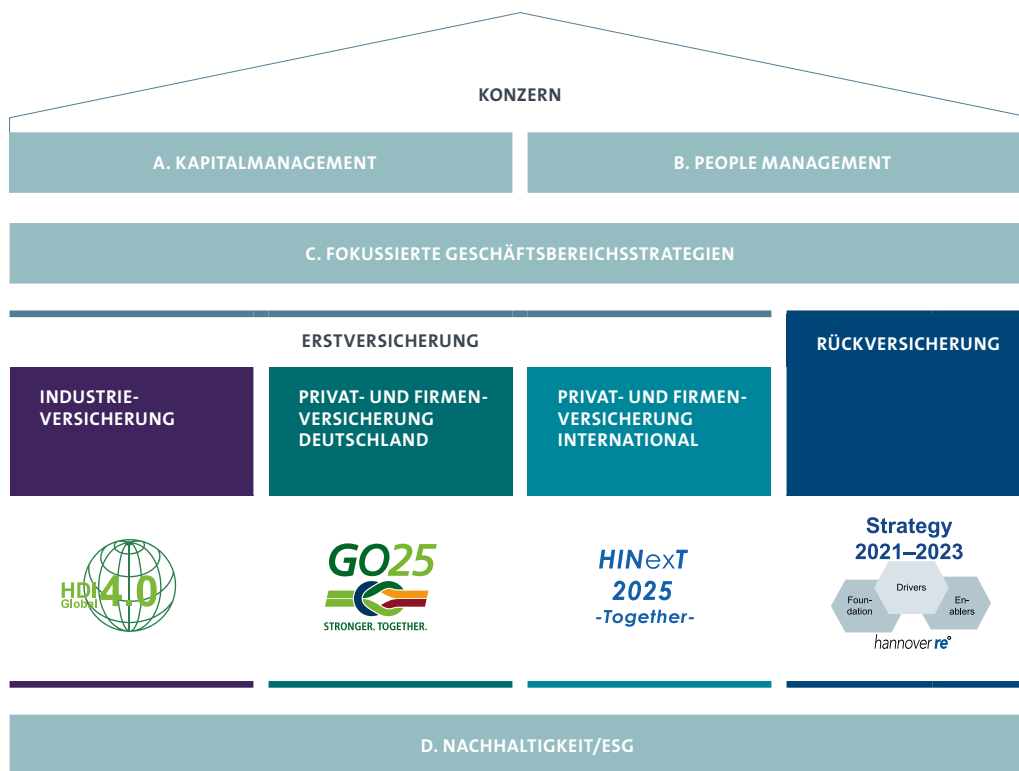 KONZERN
A. KAPITALMANAGEMENT
B. PEOPLE MANAGEMENT
C. FOKUSSIERTE GESCHÄFTSBEREICHSSTRATEGIEN
ERSTVERSICHERUNG
RÜCKVERSICHERUNG
INDUSTRIE-
VERSICHERUNG
PRIVAT- UND FIRMEN-
VERSICHERUNG
DEUTSCHLAND
PRIVAT- UND FIRMEN-
VERSICHERUNG
INTERNATIONAL
HDI 4.0
Global
GO25
STRONGER. TOGETHER.
HINexT
2025
-Together-
Strategy
2021–2023
Foun-
dation
Drivers
En-
ablers
hannover re°
D. NACHHALTIGKEIT/ESG